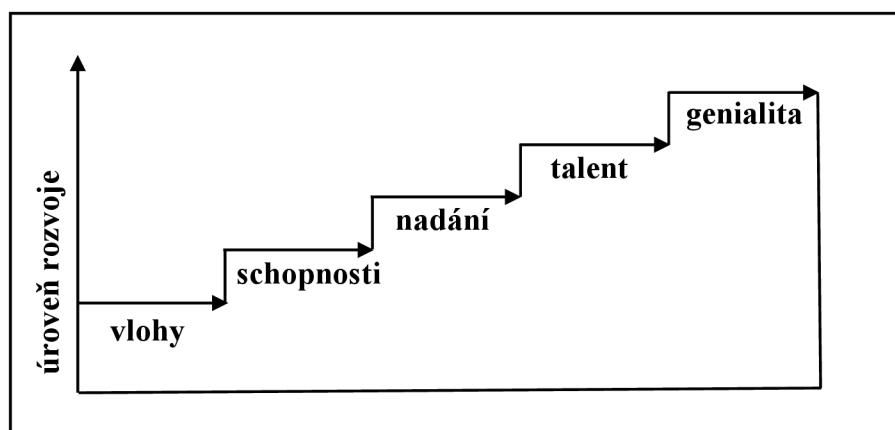 úroveň rozvoje
genialita
talent
nadání
schopnosti
vlohy